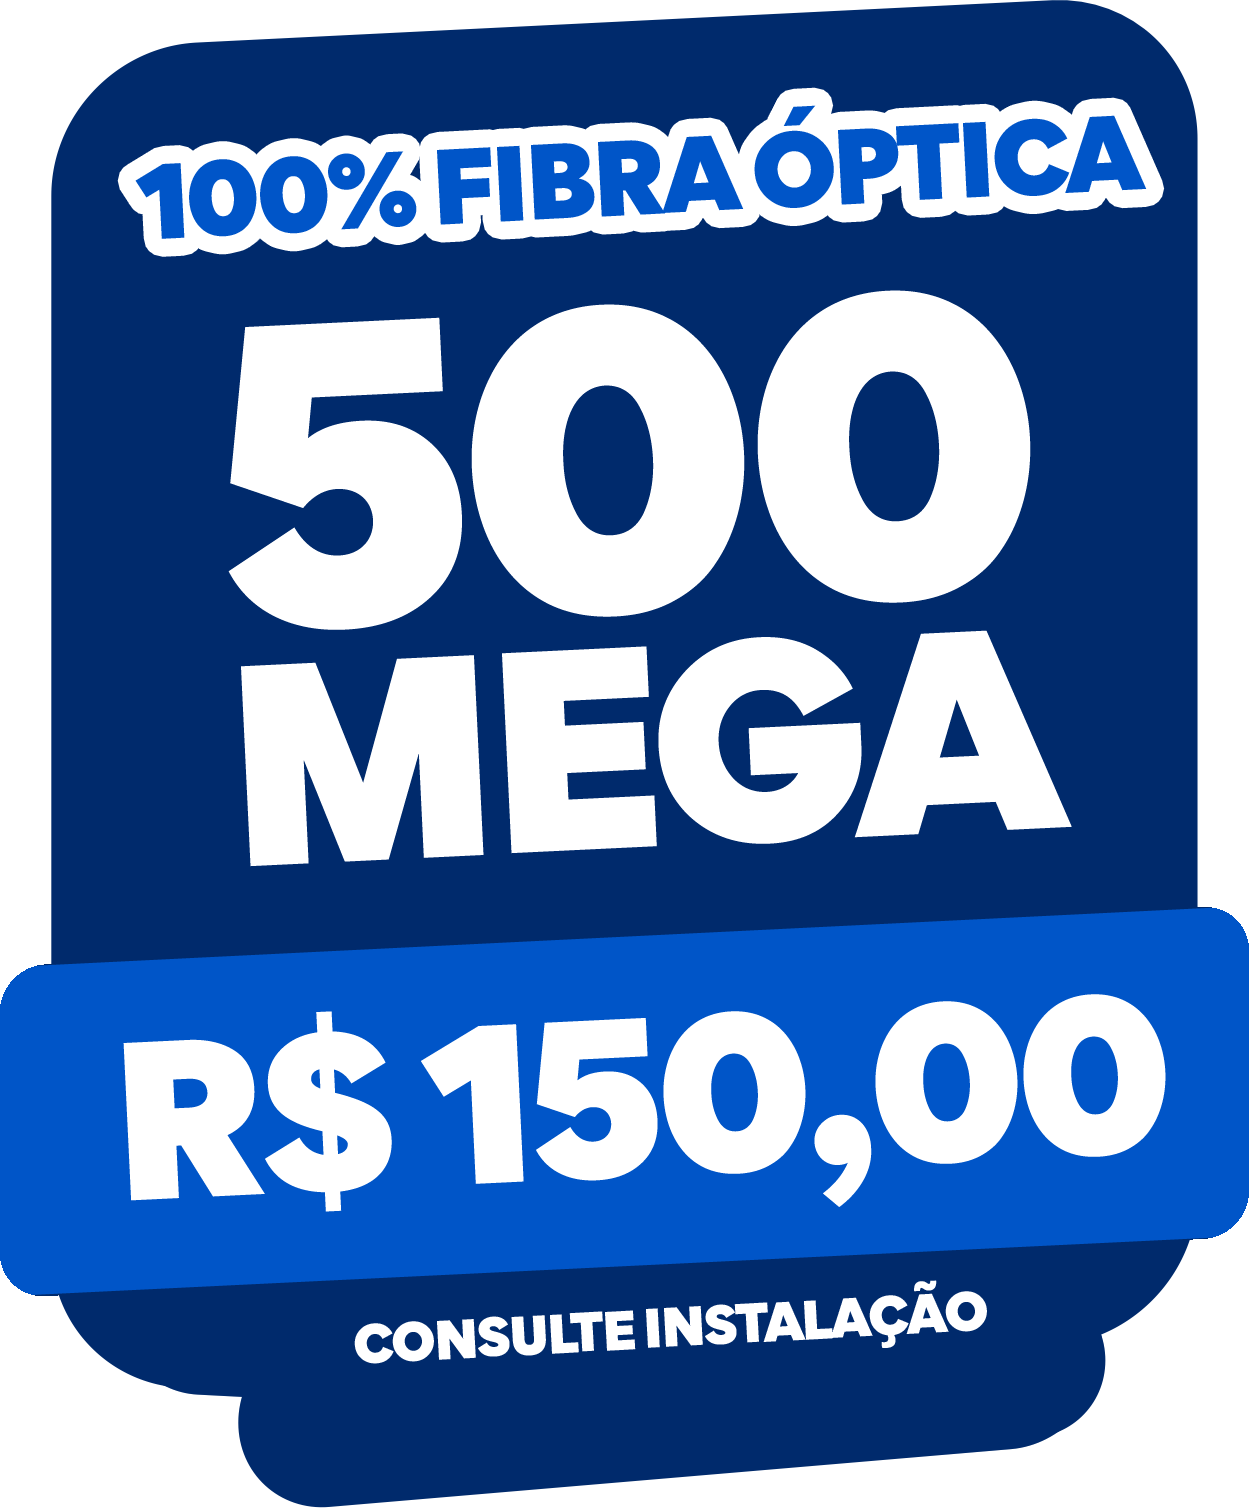 100% FIBRA ÓPTICA
500
MEGA
R$ 150,00
CONSULTE INSTALAÇÃO